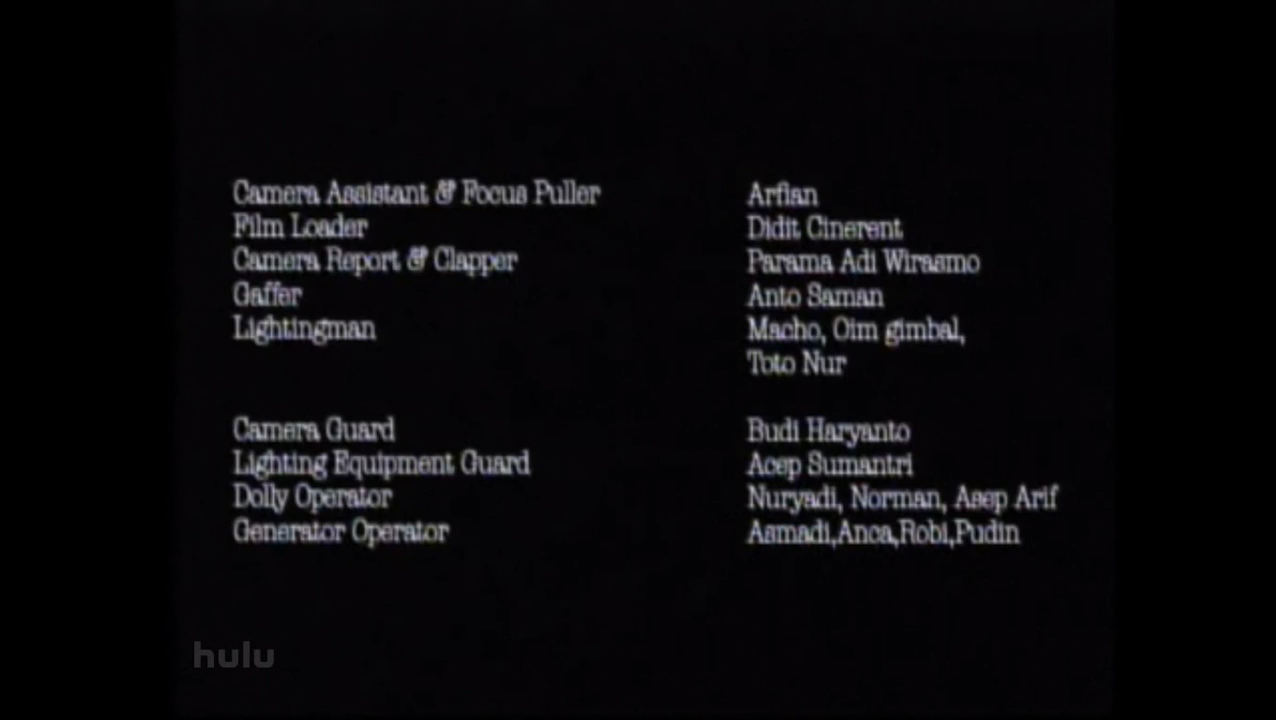 Camera Assistant & Focus Puller Arfian
Film Loader Didit Cinerent
Camera Report & Clapper Parama Adi Wirasmo
Gaffer Anto Saman
Lightingman Macho, Oim gimbal,
Toto Nur
Camera Guard Budi Haryanto
Lighting Equipment Guard Acep Sumantri
Dolly Operator Nuryadi, Norman, Asep Arif
Generator Operator Asmadi,Anca,Robi,Pudin
hulu